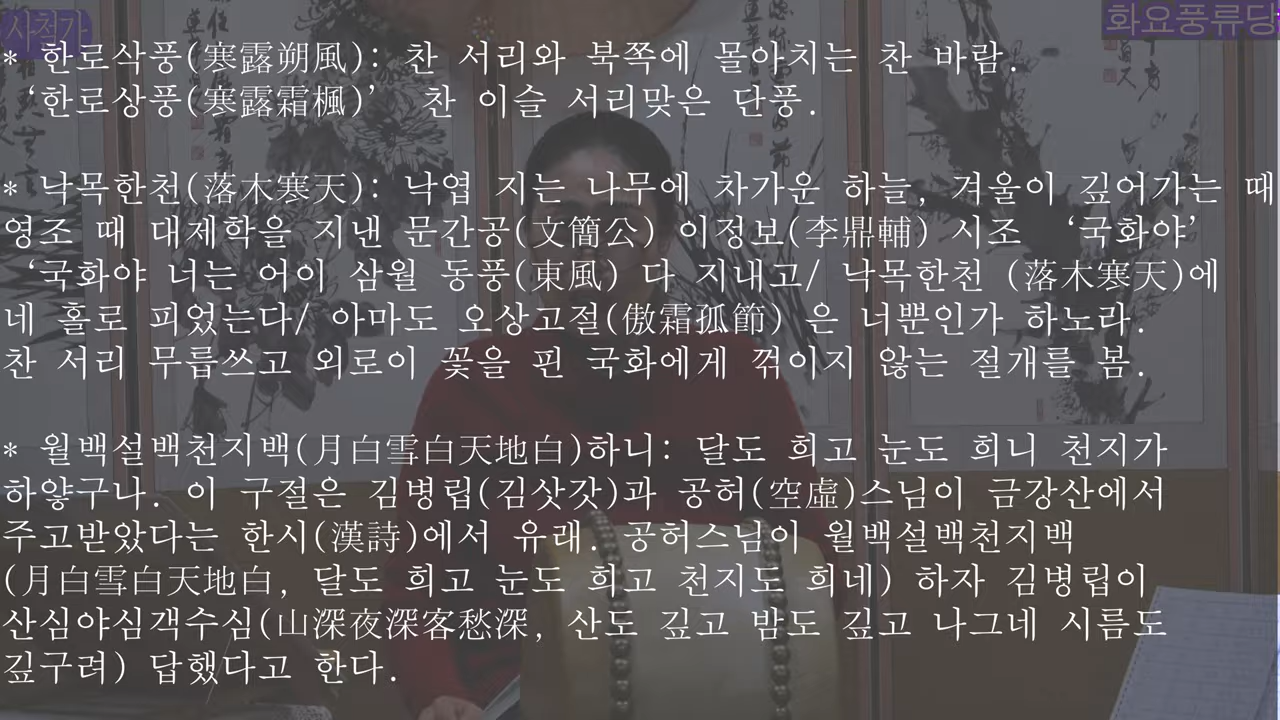 사철가
화요풍류당
* 한로삭풍(寒露朔風): 찬 서리와 북쪽에 몰아치는 찬 바람.
‘한로상풍(寒露霜楓)’ 찬 이슬 서리맞은 단풍.
* 낙목한천(落木寒天): 낙엽 지는 나무에 차가운 하늘, 겨울이 깊어가는 때
영조 때 대제학을 지낸 문간공(文簡公) 이정보(李鼎輔) 시조 ‘국화야’
‘국화야 너는 어이 삼월 동풍(東風) 다 지내고/ 낙목한천 (落木寒天)에
네 홀로 피었는다/ 아마도 오상고절(傲霜孤節) 은 너뿐인가 하노라.
찬 서리 무릅쓰고 외로이 꽃을 핀 국화에게 꺾이지 않는 절개를 봄.
* 월백설백천지백(月白雪白天地白)하니: 달도 희고 눈도 희니 천지가
하얗구나. 이 구절은 김병립(김삿갓)과 공허(空虛)스님이 금강산에서
주고받았다는 한시(漢詩)에서 유래. 공허스님이 월백설백천지백
(月白雪白天地白, 달도 희고 눈도 희고 천지도 희네) 하자 김병립이
산심야심객수심(山深夜深客愁深, 산도 깊고 밤도 깊고 나그네 시름도
깊구려) 답했다고 한다.